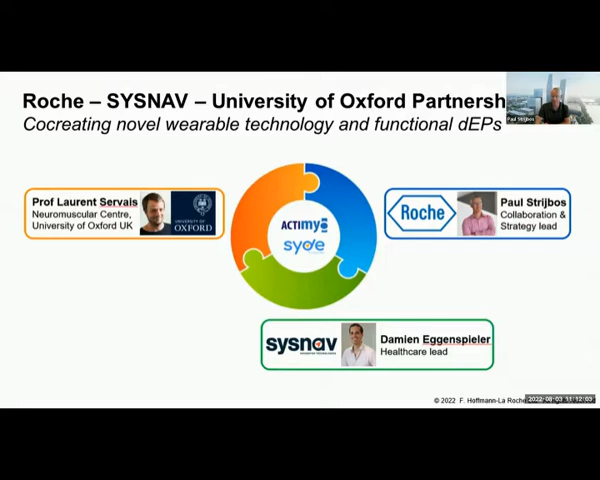 Roche – SYSNAV – University of Oxford Partnersh
Cocreating novel wearable technology and functional dEPs
Paul Strijbos
Prof Laurent Servais
Neuromuscular Centre,
University of Oxford UK
UNIVERSITY OF
OXFORD
ACTImyo
syde
Roche
Paul Strijbos
Collaboration &
Strategy lead
sysnav
Damien Eggenspieler
Healthcare lead
© 2022 F. Hoffmann-La Roche
2022-08-03 11:12:03